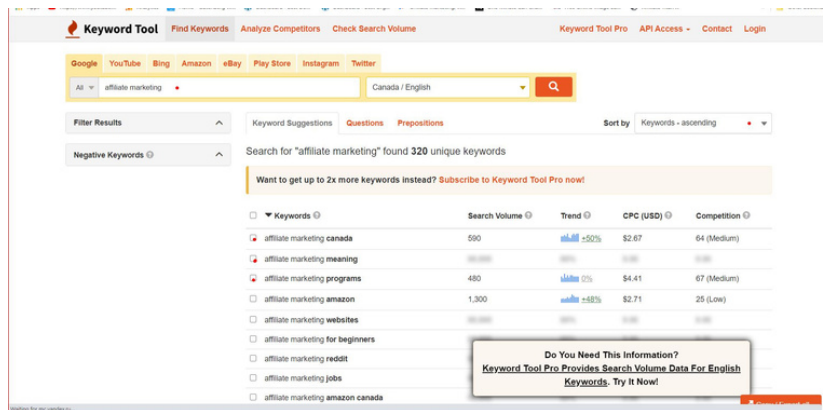 Keyword Tool Find Keywords Analyze Competitors Check Search Volume Keyword Tool Pro API Access Contact Login
Google YouTube Bing Amazon eBay Play Store Instagram Twitter
All affiliate marketing Canada / English
Filter Results Keyword Suggestions Questions Prepositions Sort by Keywords - ascending
Negative Keywords Search for "affiliate marketing" found 320 unique keywords
Want to get up to 2x more keywords instead? Subscribe to Keyword Tool Pro now!
Keywords Search Volume Trend CPC (USD) Competition
affiliate marketing canada 590 +50% $2.67 64 (Medium)
affiliate marketing meaning
affiliate marketing programs 480 0% $4.41 67 (Medium)
affiliate marketing amazon 1,300 +48% $2.71 25 (Low)
affiliate marketing websites
affiliate marketing for beginners
affiliate marketing reddit
affiliate marketing jobs
affiliate marketing amazon canada
Do You Need This Information?
Keyword Tool Pro Provides Search Volume Data For English
Keywords. Try It Now!